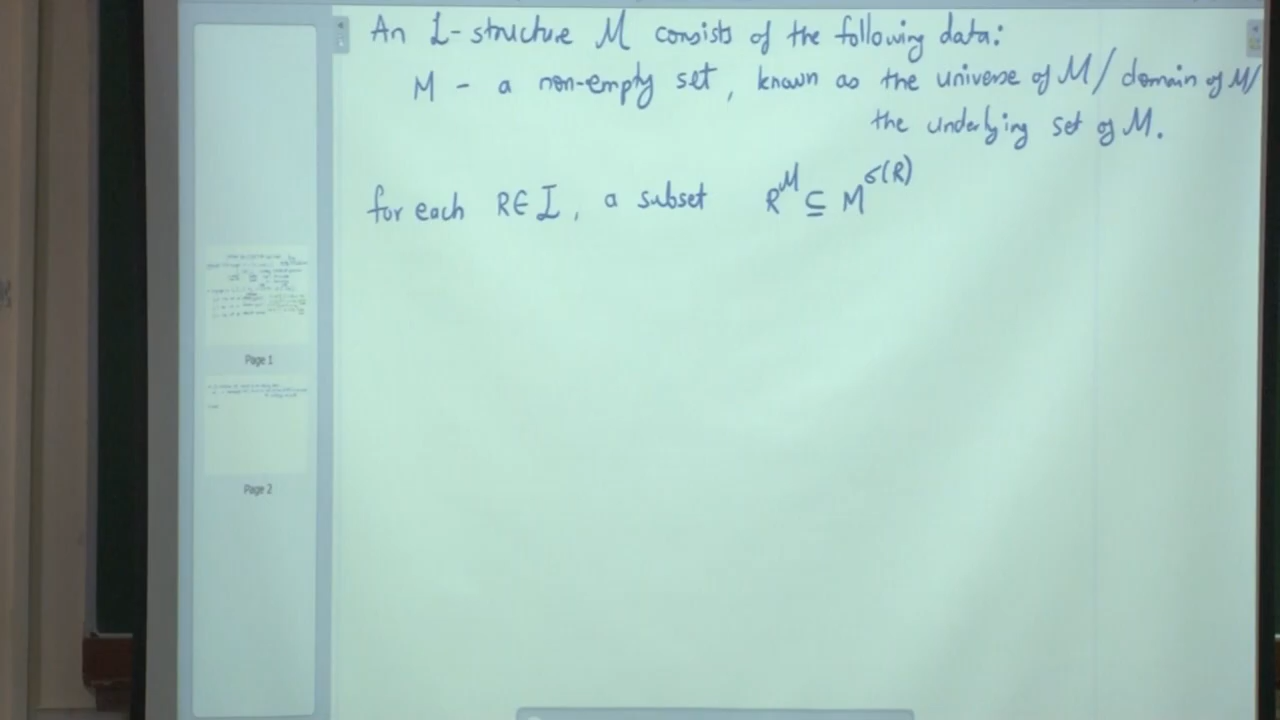 An L-structure M consists of the following data:
M - a non-empty set, known as the universe of M/ domain of M/
the underlying set of M.
for each R∈I, a subset R^M ⊆ M^σ(R)
Page 1
Page 2